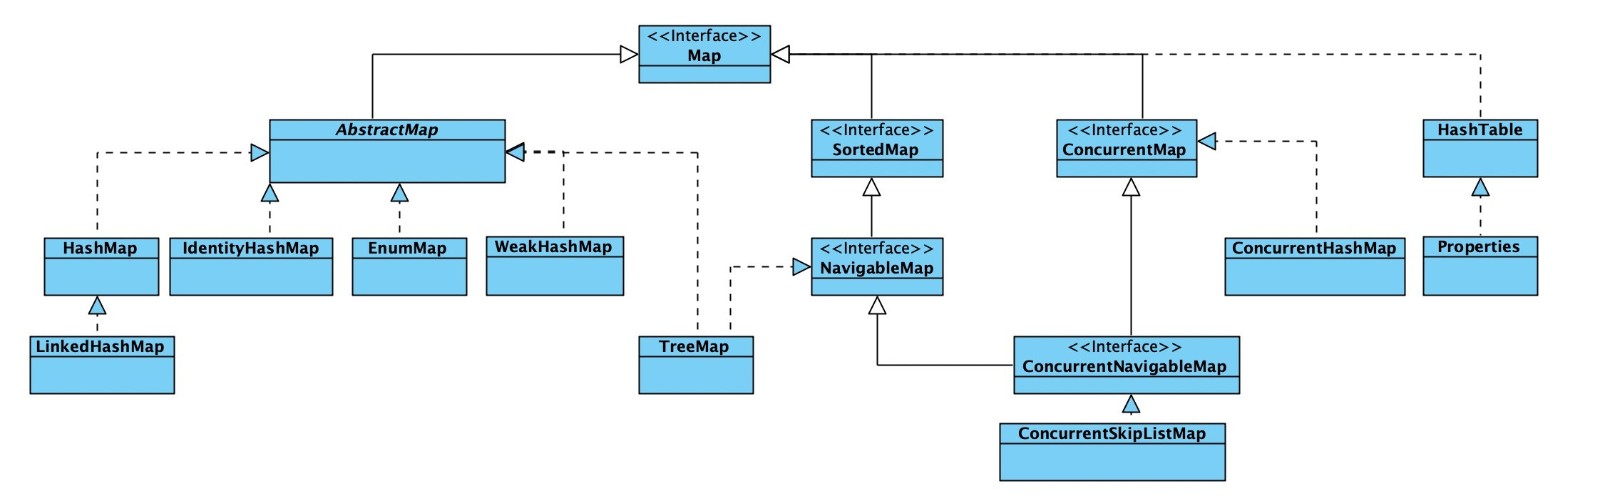 <<Interface>>
Map
AbstractMap
<<Interface>>
SortedMap
<<Interface>>
ConcurrentMap
HashTable
HashMap
IdentityHashMap
EnumMap
WeakHashMap
<<Interface>>
NavigableMap
ConcurrentHashMap
Properties
LinkedHashMap
TreeMap
<<Interface>>
ConcurrentNavigableMap
ConcurrentSkipListMap